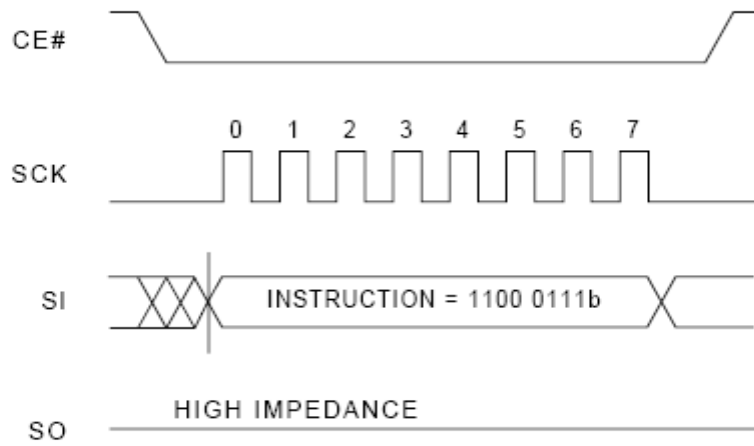 CE#
0 1 2 3 4 5 6 7
SCK
SI INSTRUCTION = 1100 0111b
HIGH IMPEDANCE
SO